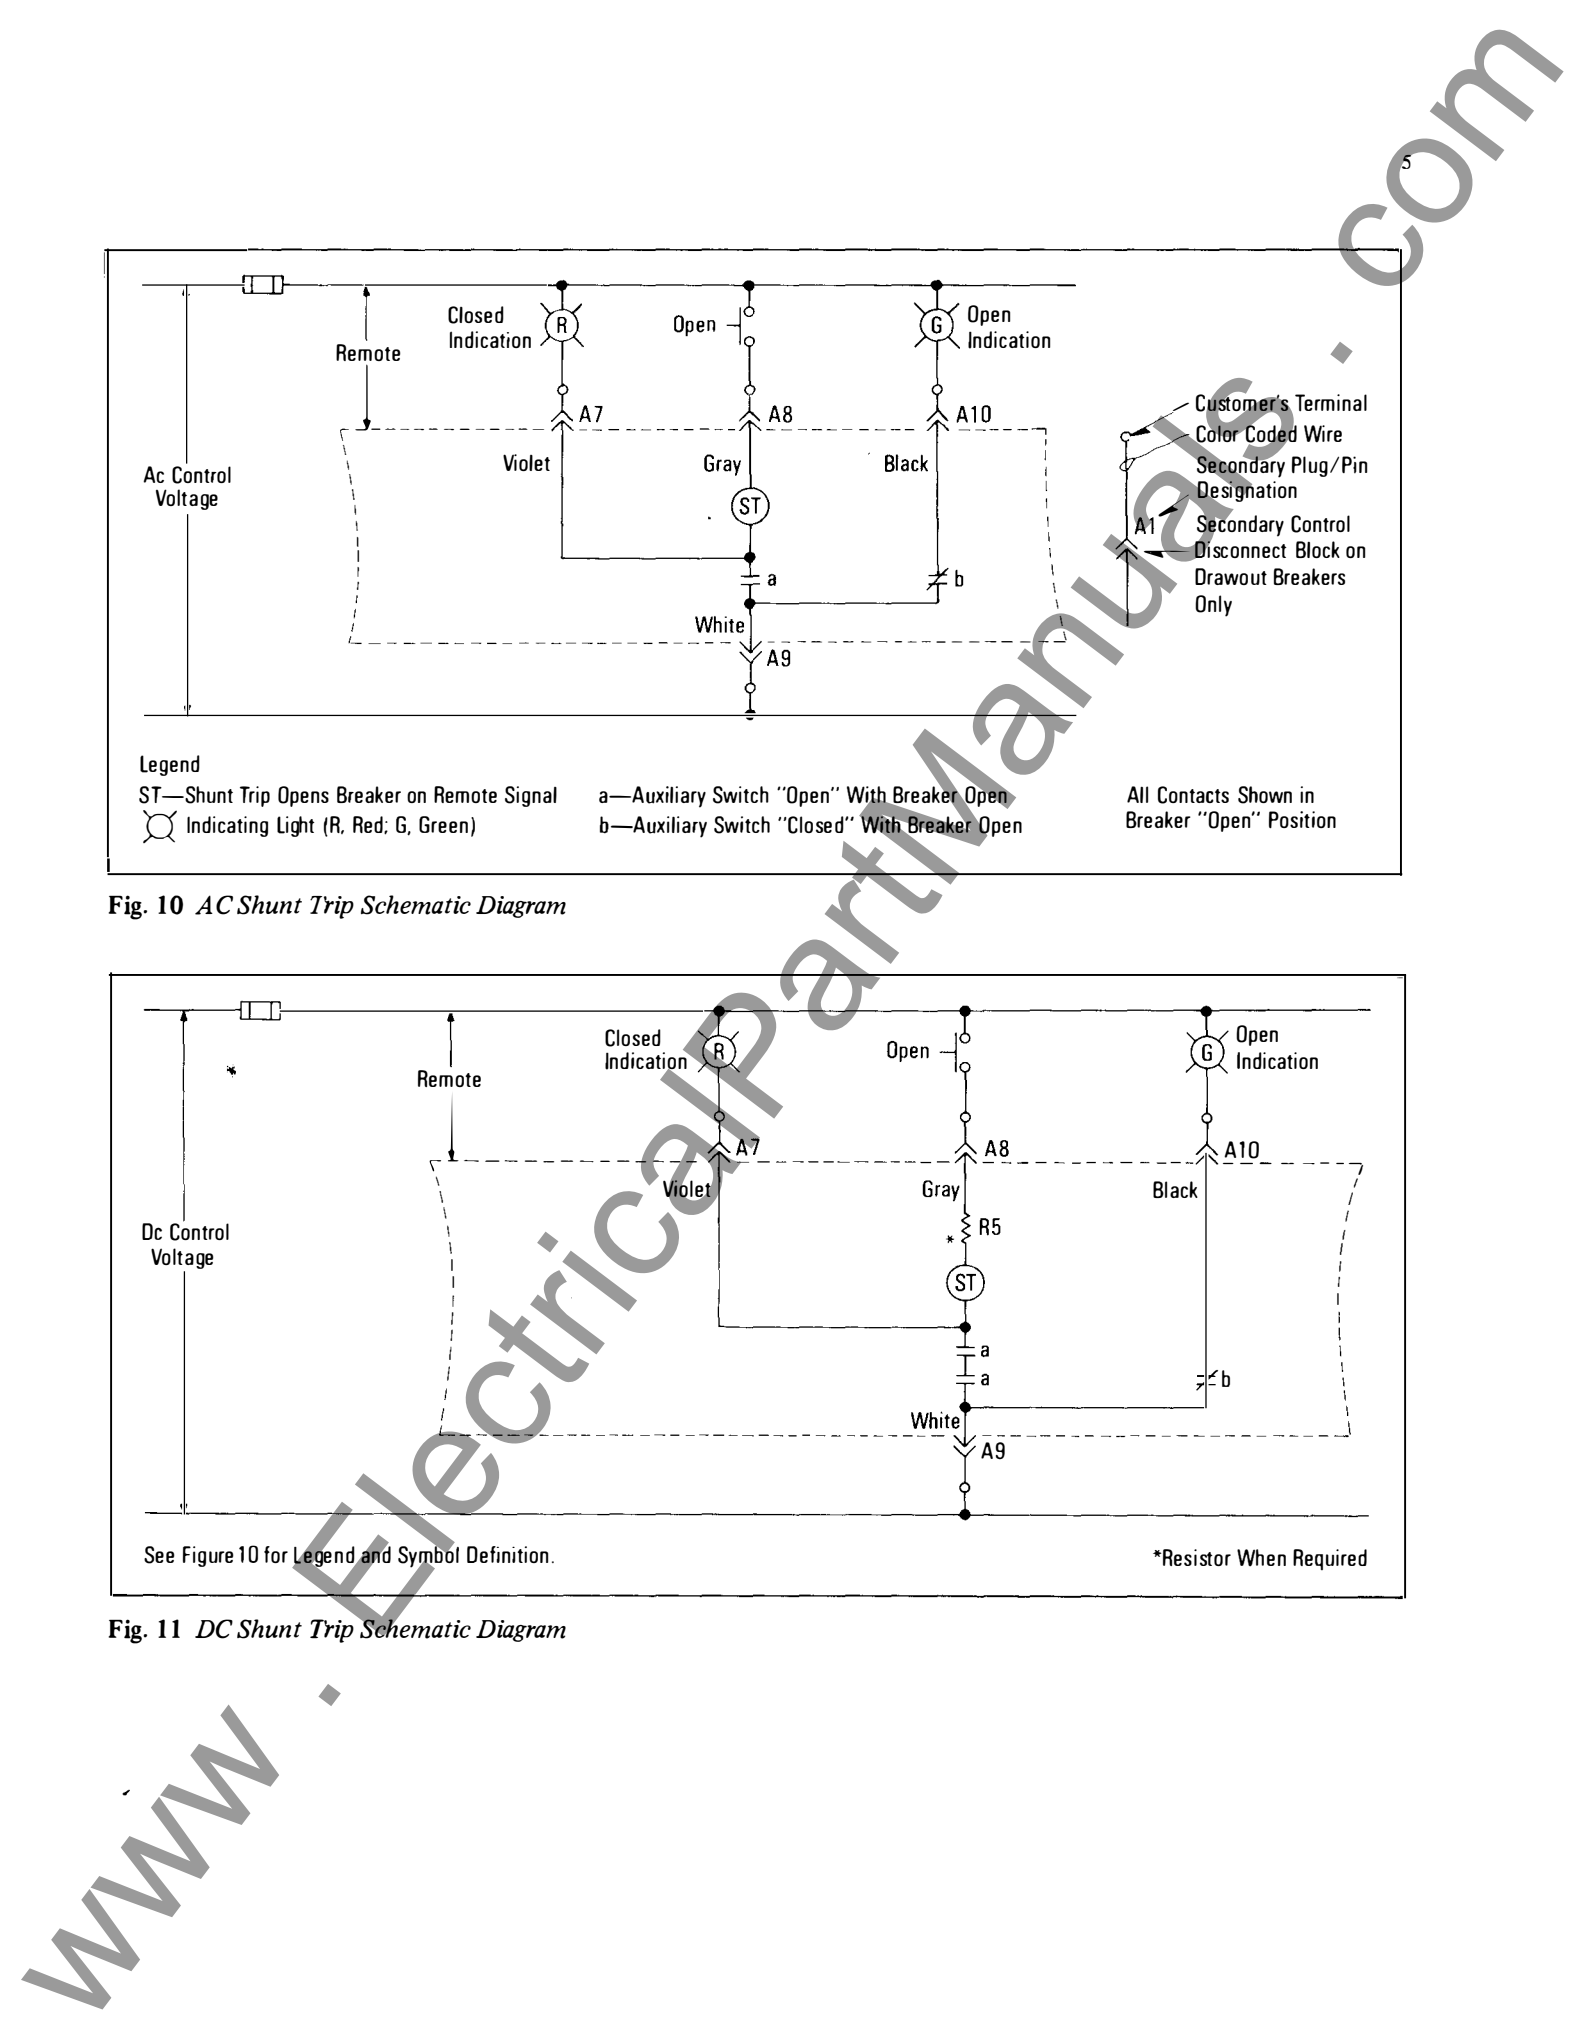 5
Closed
Indication
R
Open
G
Open
Indication
Remote
A7
A8
A10
Customer's Terminal
Color Coded Wire
Secondary Plug/Pin
Designation
A1
Secondary Control
Disconnect Block on
Drawout Breakers
Only
Violet
Gray
Black
Ac Control
Voltage
ST
a
b
White
A9
Legend
ST—Shunt Trip Opens Breaker on Remote Signal
Indicating Light (R, Red; G, Green)
a—Auxiliary Switch "Open" With Breaker Open
b—Auxiliary Switch "Closed" With Breaker Open
All Contacts Shown in
Breaker "Open" Position
Fig. 10 AC Shunt Trip Schematic Diagram
Closed
Indication
R
Open
G
Open
Indication
Remote
A7
A8
A10
Violet
Gray
Black
R5
*
Dc Control
Voltage
ST
a
a
b
White
A9
See Figure 10 for Legend and Symbol Definition.
*Resistor When Required
Fig. 11 DC Shunt Trip Schematic Diagram
www . ElectricalPartManuals . com